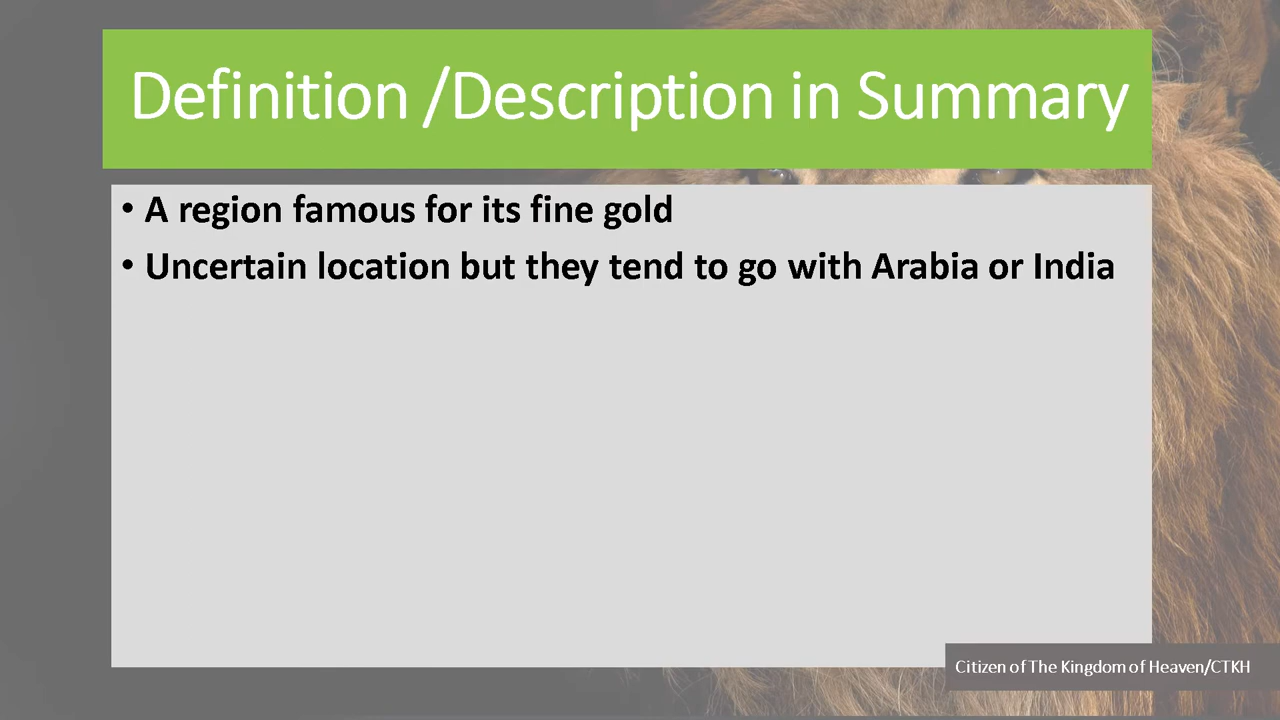 Definition /Description in Summary
• A region famous for its fine gold
• Uncertain location but they tend to go with Arabia or India
Citizen of The Kingdom of Heaven/CTKH